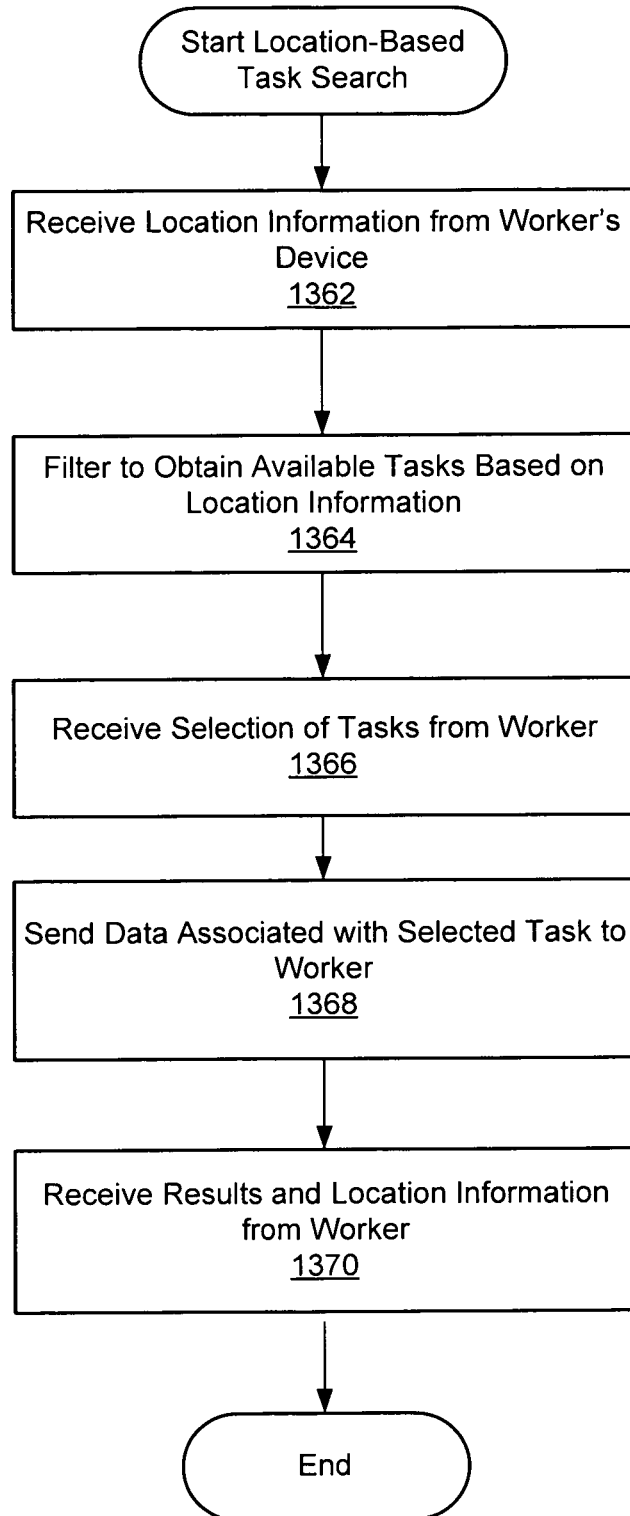 Start Location-Based
Task Search
Receive Location Information from Worker's
Device
1362
Filter to Obtain Available Tasks Based on
Location Information
1364
Receive Selection of Tasks from Worker
1366
Send Data Associated with Selected Task to
Worker
1368
Receive Results and Location Information
from Worker
1370
End